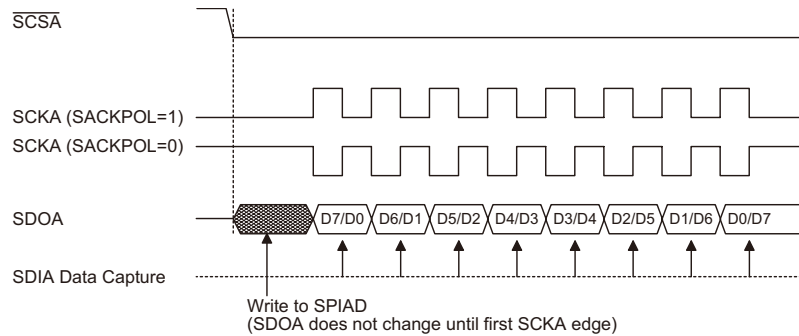 SCSA
SCKA (SACKPOL=1)
SCKA (SACKPOL=0)
SDOA
D7/D0 D6/D1 D5/D2 D4/D3 D3/D4 D2/D5 D1/D6 D0/D7
SDIA Data Capture
Write to SPIAD
(SDOA does not change until first SCKA edge)